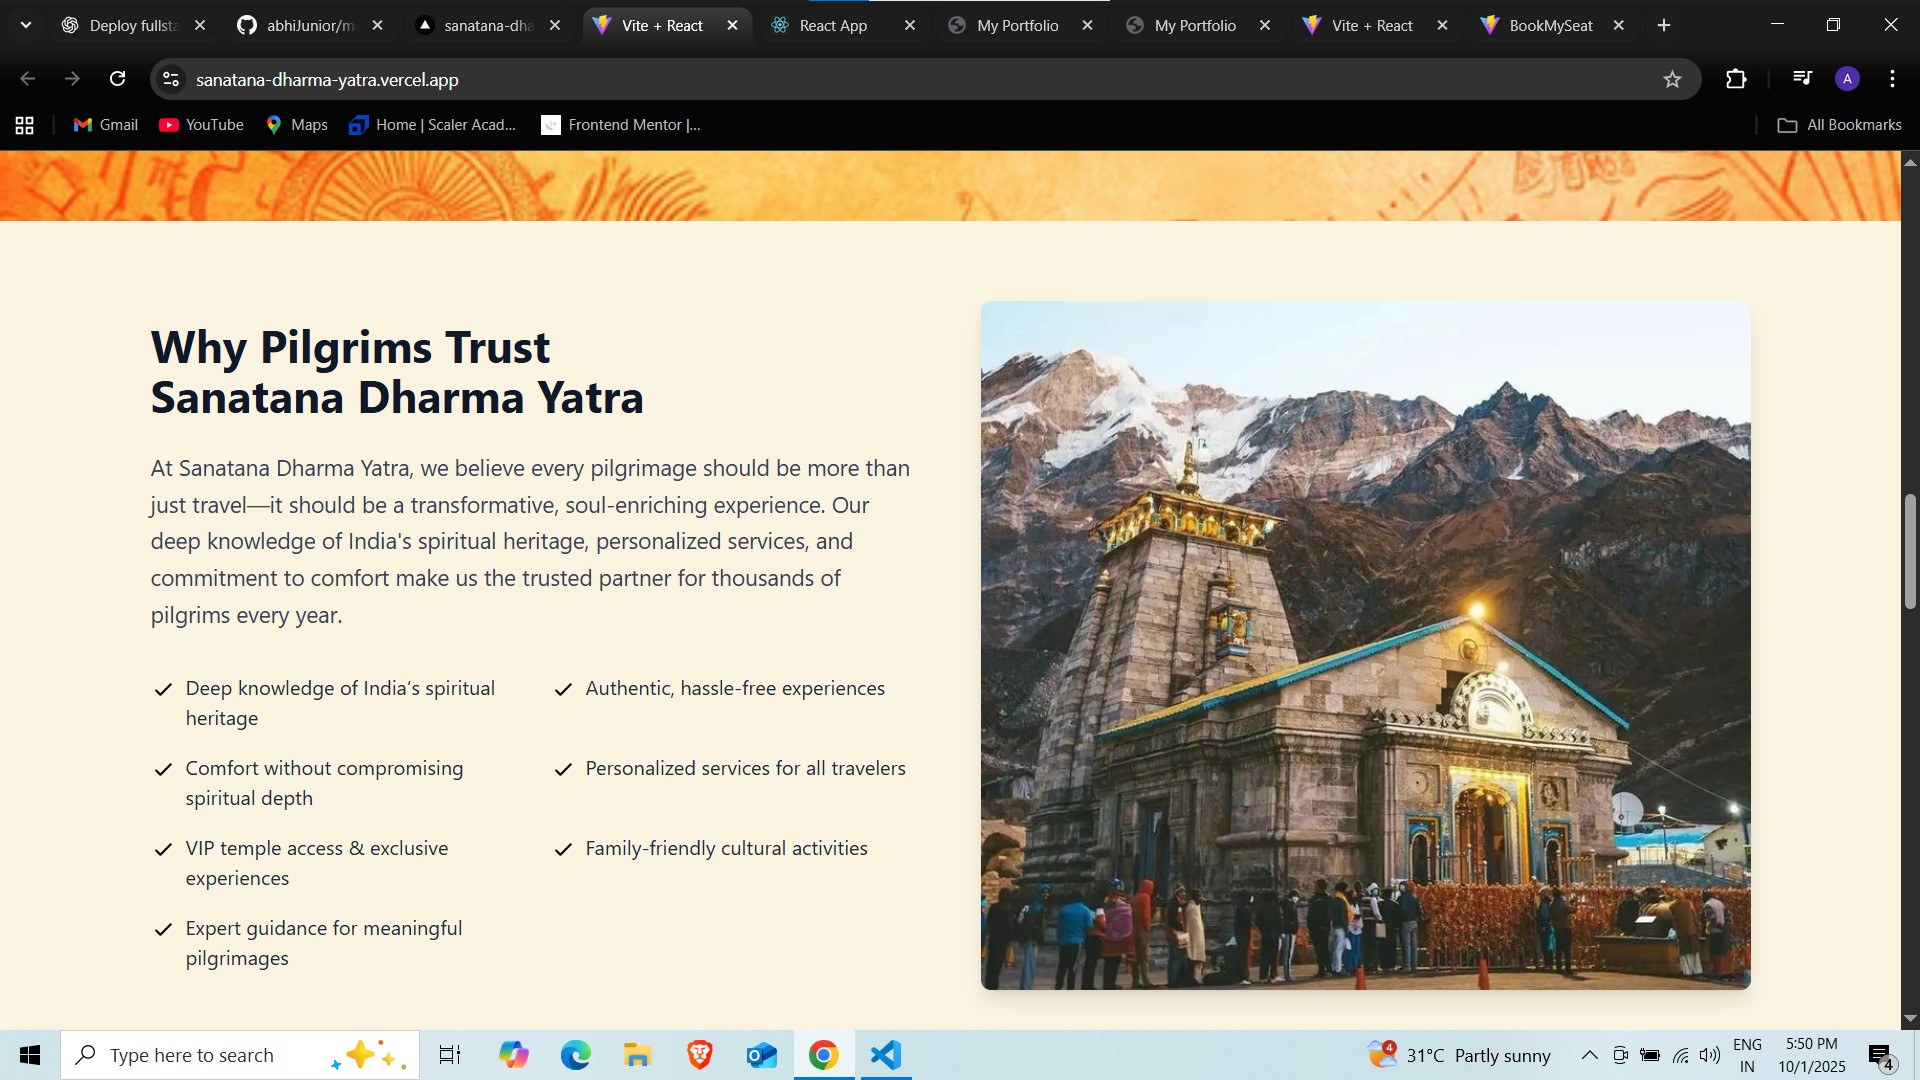 Deploy fullsta
abhiJunior/m
sanatana-dha
Vite + React
React App
My Portfolio
My Portfolio
Vite + React
BookMySeat
sanatana-dharma-yatra.vercel.app
A
Gmail
YouTube
Maps
Home | Scaler Acad...
Frontend Mentor |...
All Bookmarks
Why Pilgrims Trust
Sanatana Dharma Yatra
At Sanatana Dharma Yatra, we believe every pilgrimage should be more than
just travel—it should be a transformative, soul-enriching experience. Our
deep knowledge of India's spiritual heritage, personalized services, and
commitment to comfort make us the trusted partner for thousands of
pilgrims every year.
Deep knowledge of India’s spiritual
heritage
Authentic, hassle-free experiences
Comfort without compromising
spiritual depth
Personalized services for all travelers
VIP temple access & exclusive
experiences
Family-friendly cultural activities
Expert guidance for meaningful
pilgrimages
Type here to search
4
31°C Partly sunny
ENG
IN
5:50 PM
10/1/2025
4